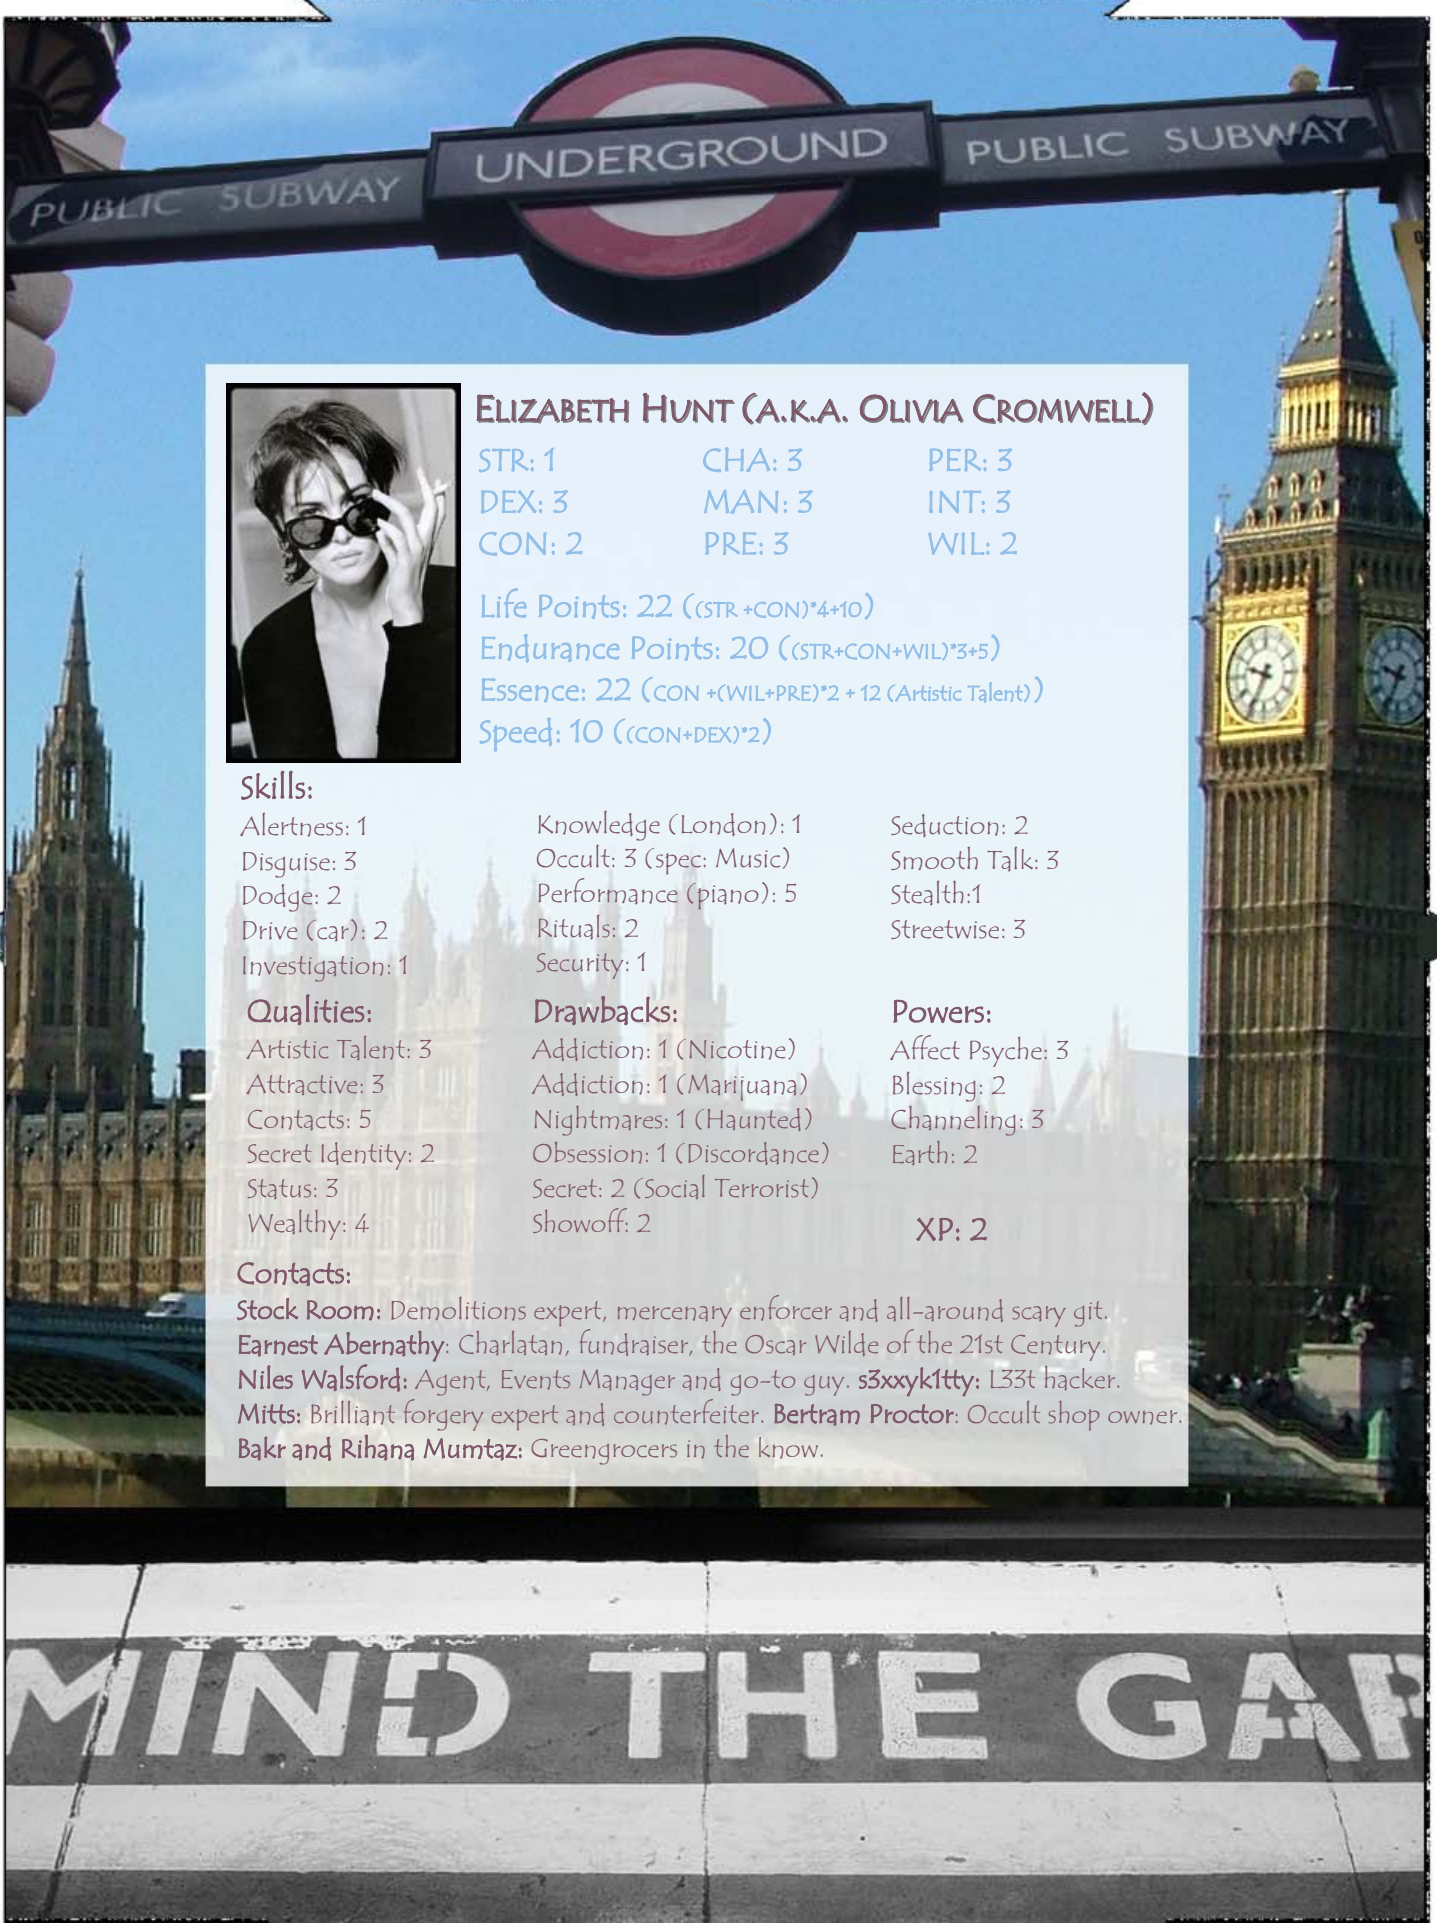 PUBLIC SUBWAY UNDERGROUND PUBLIC SUBWAY
ELIZABETH HUNT (A.K.A. OLIVIA CROMWELL)
STR: 1 CHA: 3 PER: 3
DEX: 3 MAN: 3 INT: 3
CON: 2 PRE: 3 WIL: 2
Life Points: 22 ((STR +CON)*4+10)
Endurance Points: 20 ((STR+CON+WIL)*3+5)
Essence: 22 (CON +(WIL+PRE)*2 + 12 (Artistic Talent))
Speed: 10 ((CON+DEX)*2)
Skills:
Alertness: 1
Disguise: 3
Dodge: 2
Drive (car): 2
Investigation: 1
Knowledge (London): 1
Occult: 3 (spec: Music)
Performance (piano): 5
Rituals: 2
Security: 1
Seduction: 2
Smooth Talk: 3
Stealth:1
Streetwise: 3
Qualities:
Artistic Talent: 3
Attractive: 3
Contacts: 5
Secret Identity: 2
Status: 3
Wealthy: 4
Drawbacks:
Addiction: 1 (Nicotine)
Addiction: 1 (Marijuana)
Nightmares: 1 (Haunted)
Obsession: 1 (Discordance)
Secret: 2 (Social Terrorist)
Showoff: 2
Powers:
Affect Psyche: 3
Blessing: 2
Channeling: 3
Earth: 2
XP: 2
Contacts:
Stock Room: Demolitions expert, mercenary enforcer and all-around scary git.
Earnest Abernathy: Charlatan, fundraiser, the Oscar Wilde of the 21st Century.
Niles Walsford: Agent, Events Manager and go-to guy. s3xxyk1tty: L33t hacker.
Mitts: Brilliant forgery expert and counterfeiter. Bertram Proctor: Occult shop owner.
Bakr and Rihana Mumtaz: Greengrocers in the know.
MIND THE GAP